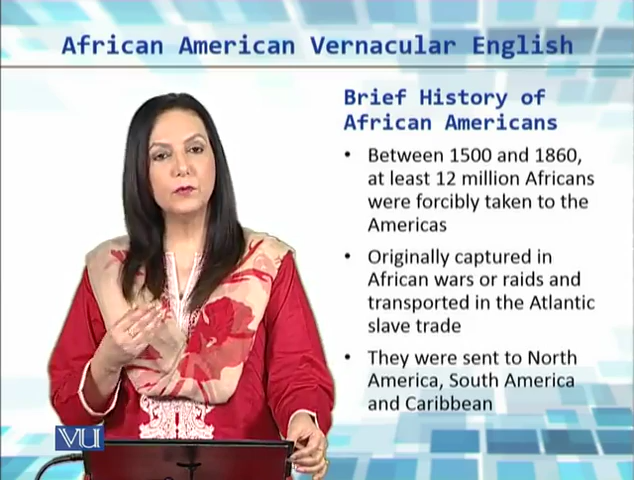 African American Vernacular English
Brief History of
African Americans
• Between 1500 and 1860,
at least 12 million Africans
were forcibly taken to the
Americas
• Originally captured in
African wars or raids and
transported in the Atlantic
slave trade
• They were sent to North
America, South America
and Caribbean
VU